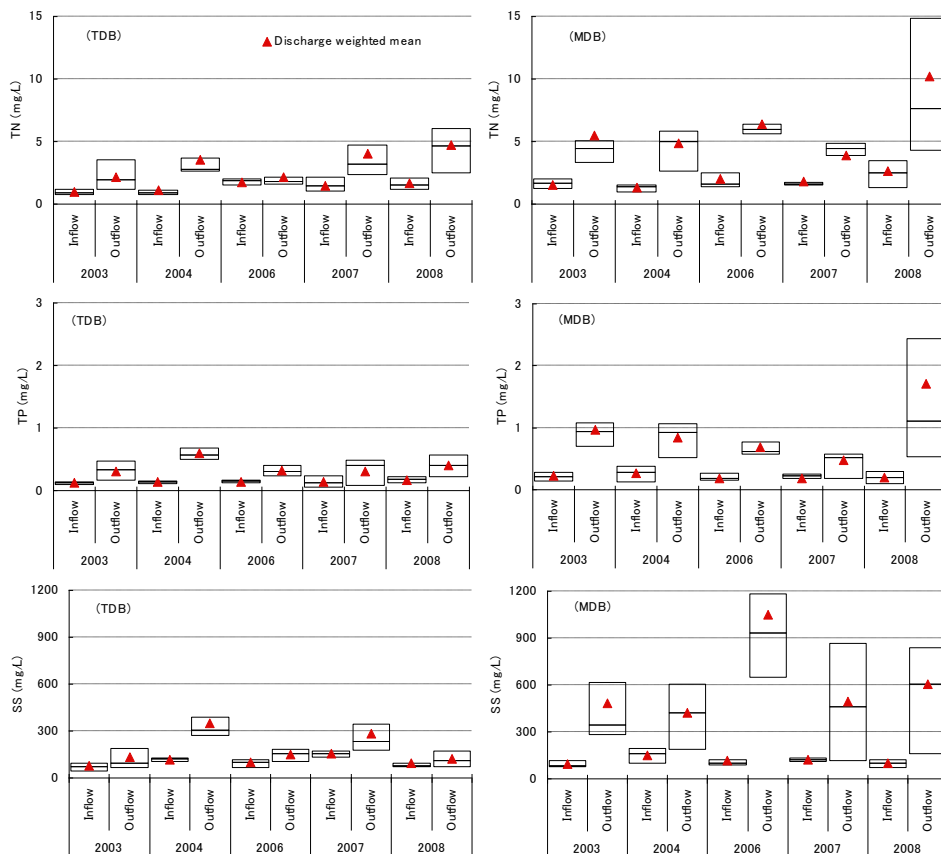 (TDB)
Discharge weighted mean
TN (mg/L)
15
10
5
0
Inflow Outflow Inflow Outflow Inflow Outflow Inflow Outflow Inflow Outflow
2003 2004 2006 2007 2008
(MDB)
TN (mg/L)
15
10
5
0
Inflow Outflow Inflow Outflow Inflow Outflow Inflow Outflow Inflow Outflow
2003 2004 2006 2007 2008
(TDB)
TP (mg/L)
3
2
1
0
Inflow Outflow Inflow Outflow Inflow Outflow Inflow Outflow Inflow Outflow
2003 2004 2006 2007 2008
(MDB)
TP (mg/L)
3
2
1
0
Inflow Outflow Inflow Outflow Inflow Outflow Inflow Outflow Inflow Outflow
2003 2004 2006 2007 2008
(TDB)
SS (mg/L)
1200
900
600
300
0
Inflow Outflow Inflow Outflow Inflow Outflow Inflow Outflow Inflow Outflow
2003 2004 2006 2007 2008
(MDB)
SS (mg/L)
1200
900
600
300
0
Inflow Outflow Inflow Outflow Inflow Outflow Inflow Outflow Inflow Outflow
2003 2004 2006 2007 2008